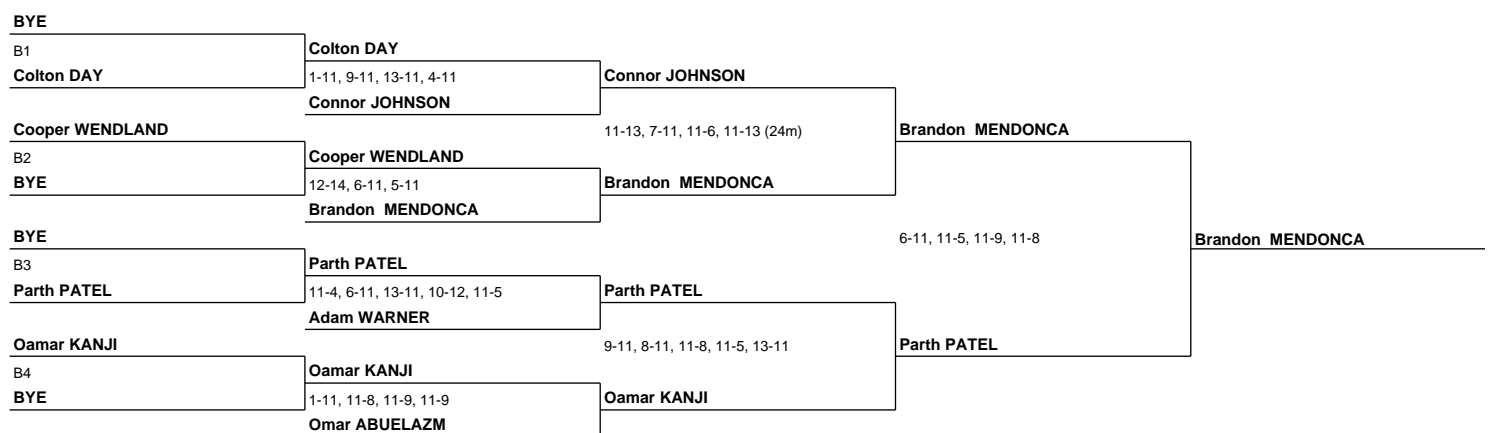 BYE
B1
Colton DAY
Cooper WENDLAND
B2
BYE
BYE
B3
Parth PATEL
Oamar KANJI
B4
BYE
Colton DAY
1-11, 9-11, 13-11, 4-11
Connor JOHNSON
Cooper WENDLAND
12-14, 6-11, 5-11
Brandon MENDONCA
Parth PATEL
11-4, 6-11, 13-11, 10-12, 11-5
Adam WARNER
Oamar KANJI
1-11, 11-8, 11-9, 11-9
Omar ABUELAZM
Connor JOHNSON
11-13, 7-11, 11-6, 11-13 (24m)
Brandon MENDONCA
Parth PATEL
9-11, 8-11, 11-8, 11-5, 13-11
Oamar KANJI
Brandon MENDONCA
6-11, 11-5, 11-9, 11-8
Parth PATEL
Brandon MENDONCA